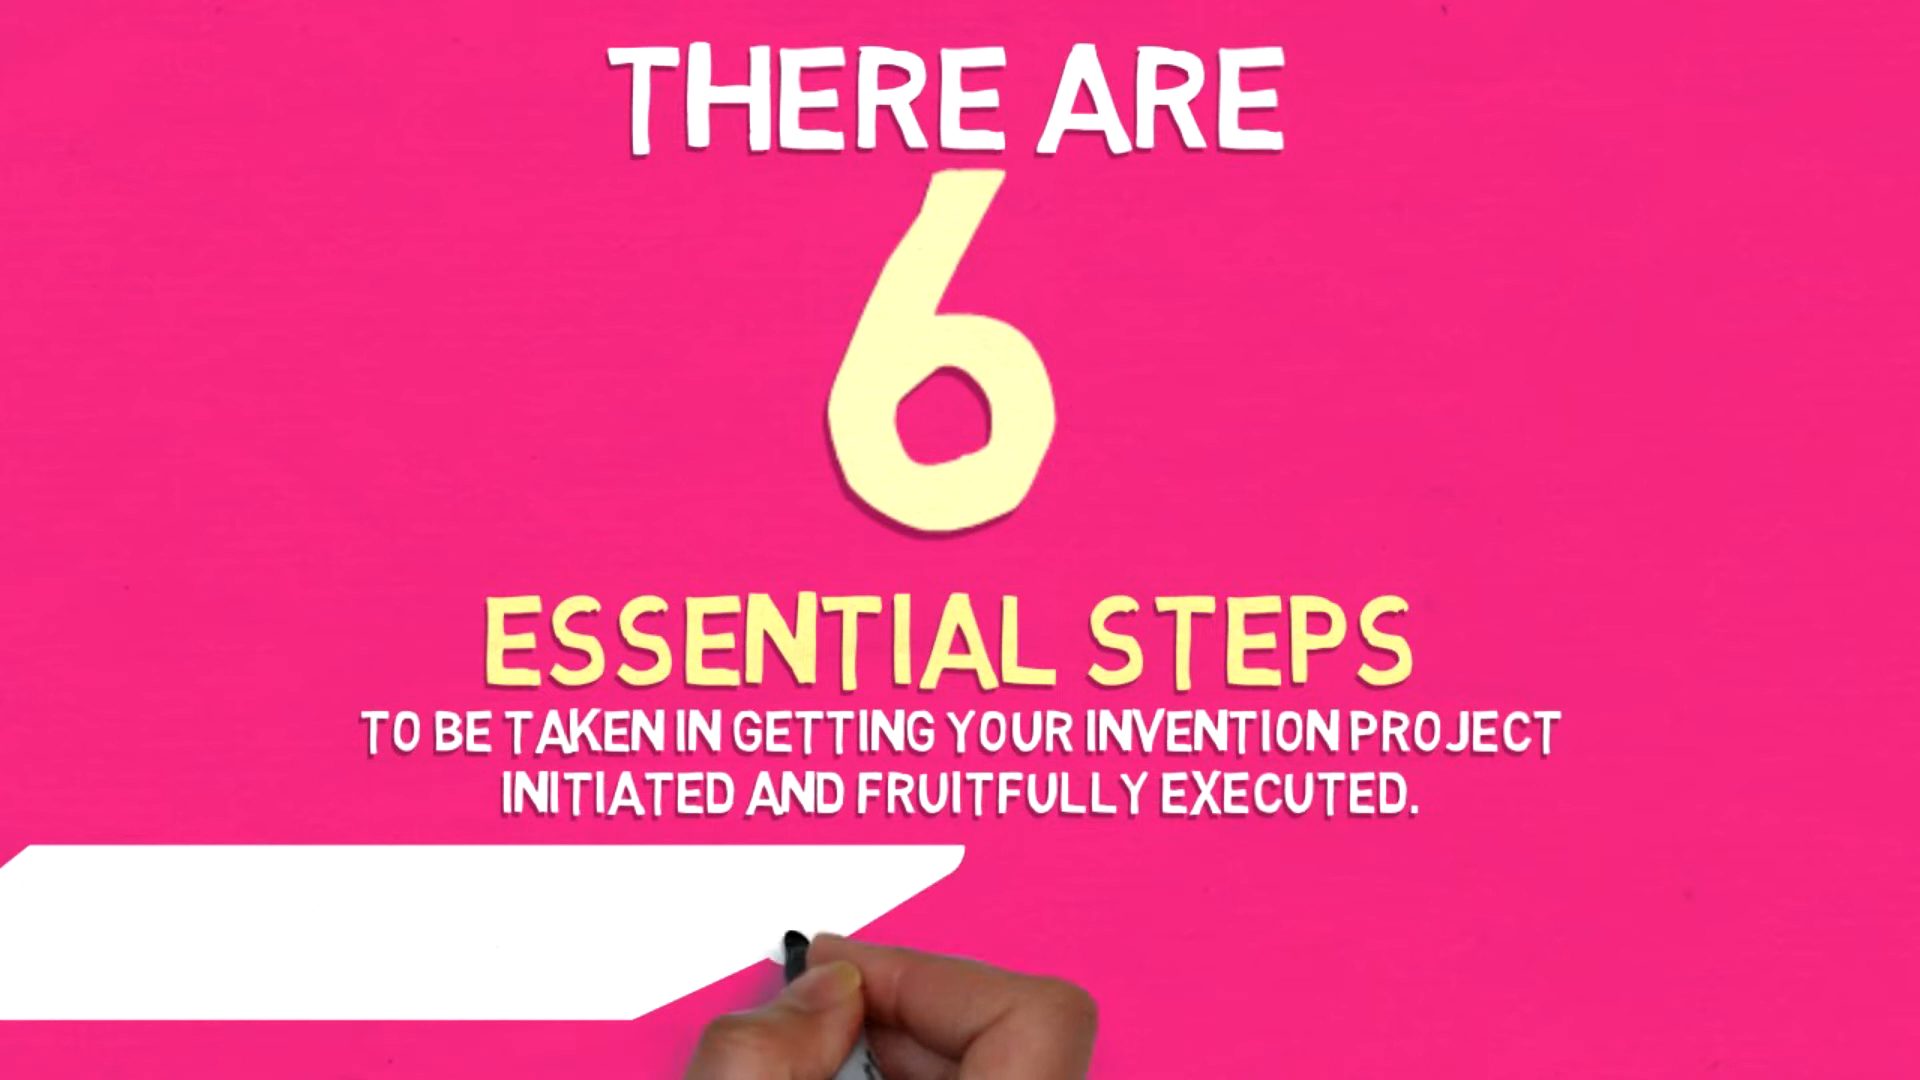 THERE ARE
6
ESSENTIAL STEPS
TO BE TAKEN IN GETTING YOUR INVENTION PROJECT
INITIATED AND FRUITFULLY EXECUTED.